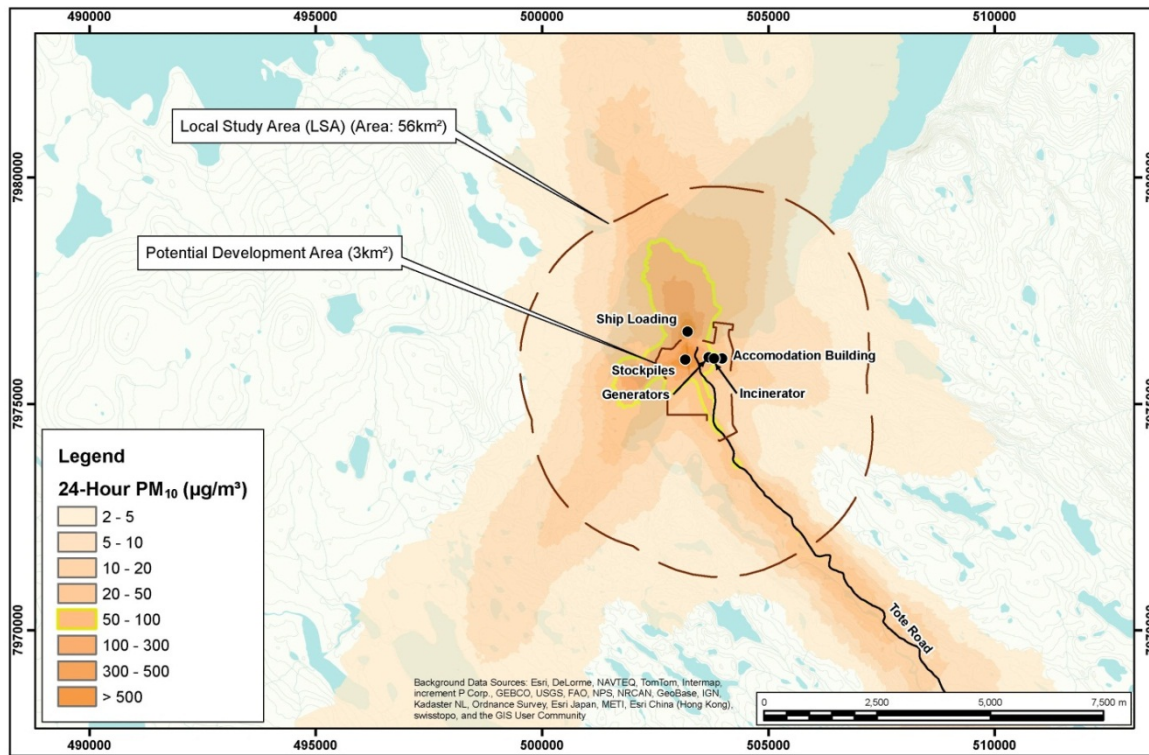 490000 495000 500000 505000 510000
Local Study Area (LSA) (Area: 56km²)
7980000 7980000
Potential Development Area (3km²)
Ship Loading
Accomodation Building
Stockpiles
Generators
Incinerator
7975000 7975000
Legend
24-Hour PM₁₀ (µg/m³)
2 - 5
5 - 10
10 - 20
20 - 50
50 - 100
100 - 300
300 - 500
> 500
Tote Road
7970000 7970000
Background Data Sources: Esri, DeLorme, NAVTEQ, TomTom, Intermap,
increment P Corp., GEBCO, USGS, FAO, NPS, NRCAN, GeoBase, IGN,
Kadaster NL, Ordnance Survey, Esri Japan, METI, Esri China (Hong Kong),
swisstopo, and the GIS User Community
0 2,500 5,000 7,500 m
490000 495000 500000 505000 510000